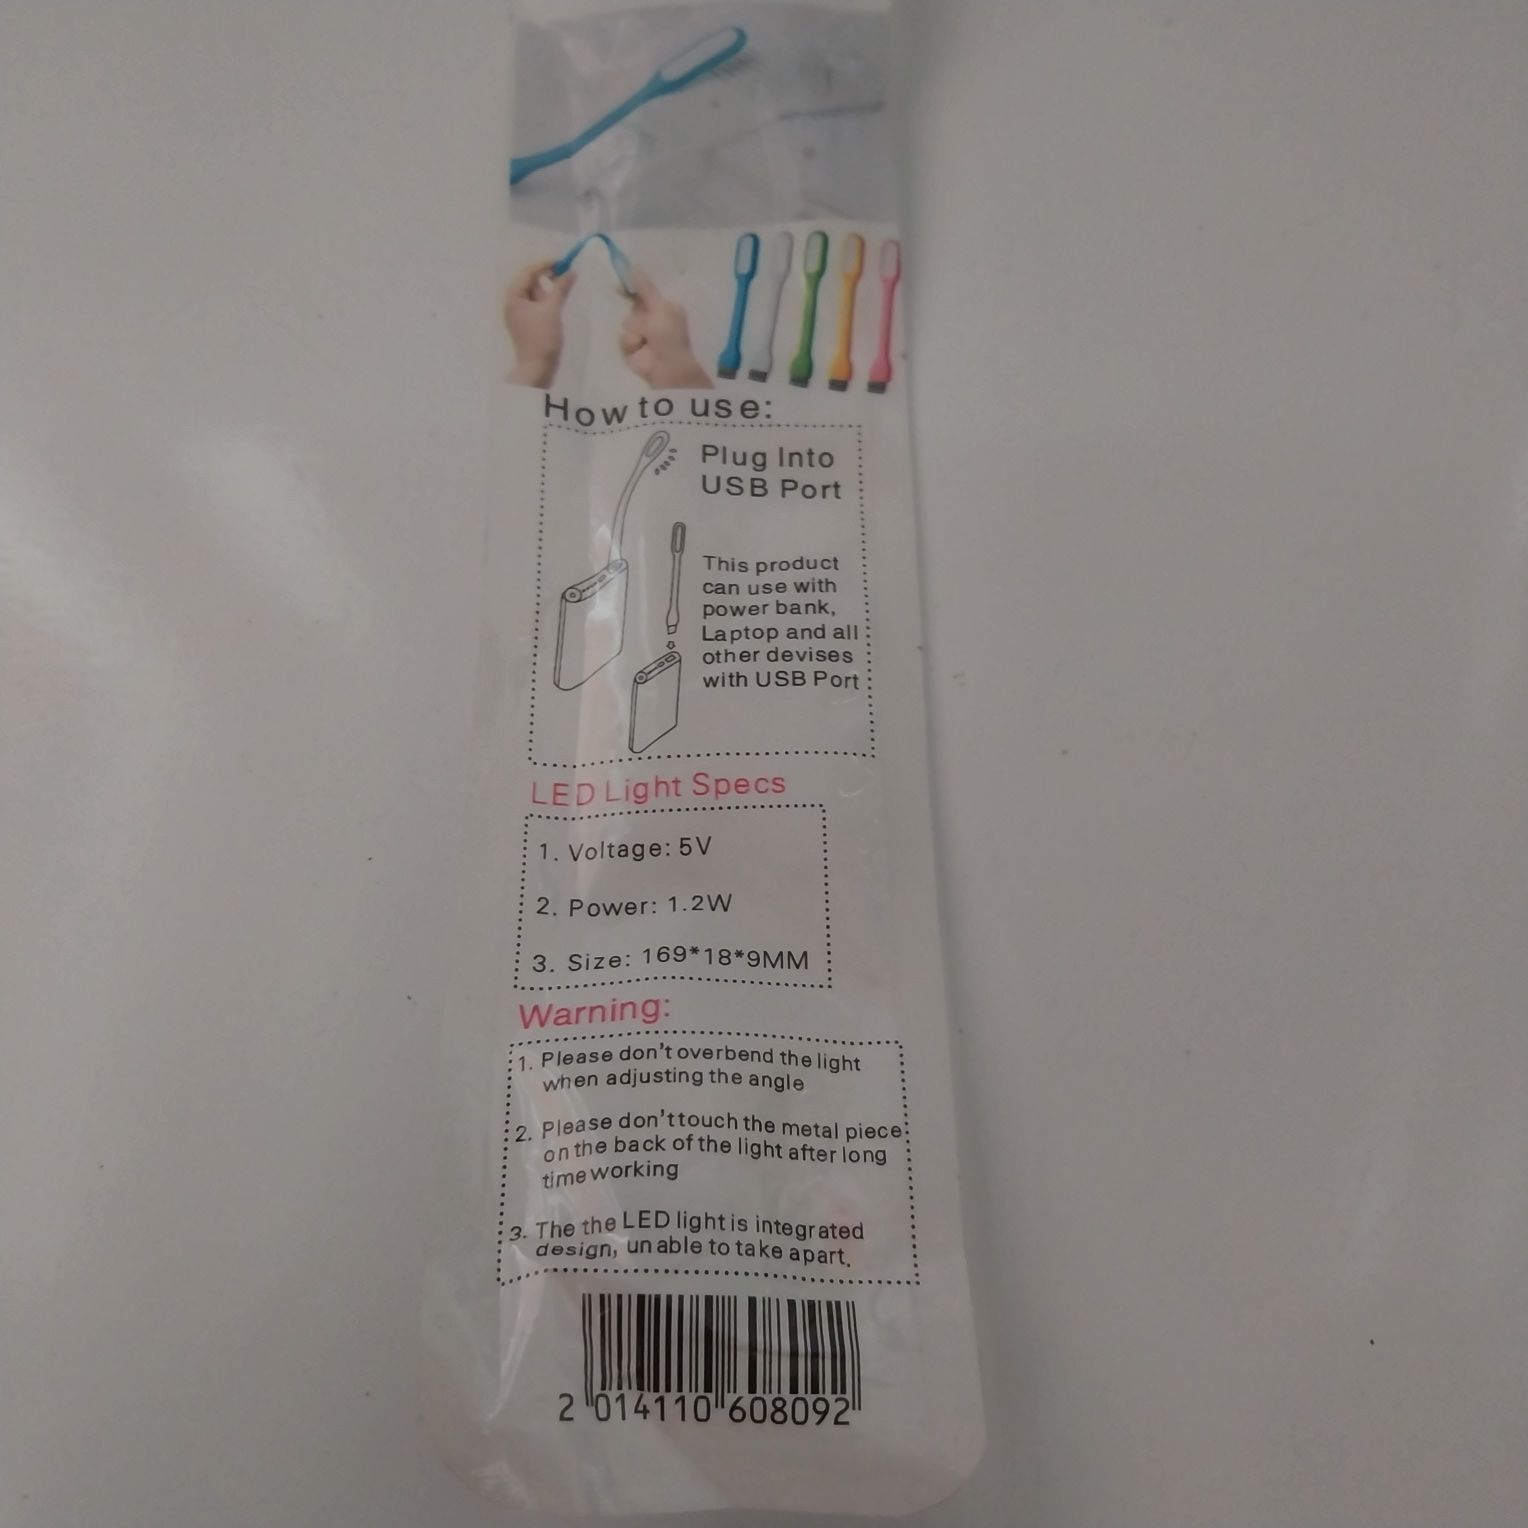 How to use:
Plug Into
USB Port
This product
can use with
power bank,
Laptop and all
other devises
with USB Port
LED Light Specs
1. Voltage: 5V
2. Power: 1.2W
3. Size: 169*18*9MM
Warning:
1. Please don't overbend the light
when adjusting the angle
2. Please don't touch the metal piece
on the back of the light after long
time working
3. The the LED light is integrated
design, unable to take apart.
2 014110 608092